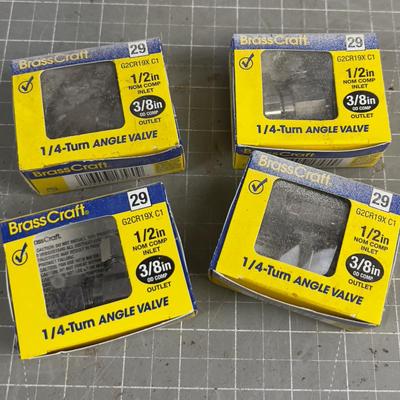 BrassCraft
29
G2CR19X C1
1/2in
NOM COMP
INLET
3/8in
OD COMP
OUTLET
1/4-Turn ANGLE VALVE
BrassCraft
BrassCraft
29
G2CR19X C1
1/2in
NOM COMP
INLET
3/8in
OD COMP
OUTLET
1/4-Turn ANGLE VALVE
BrassCraft®
29
G2CR19X C1
1/2in
NOM COMP
INLET
3/8in
OD COMP
OUTLET
1/4-Turn ANGLE VALVE
BrassCraft
29
G2CR19X C1
1/2in
NOM COMP
INLET
3/8in
OD COMP
OUTLET
1/4-Turn ANGLE VALVE